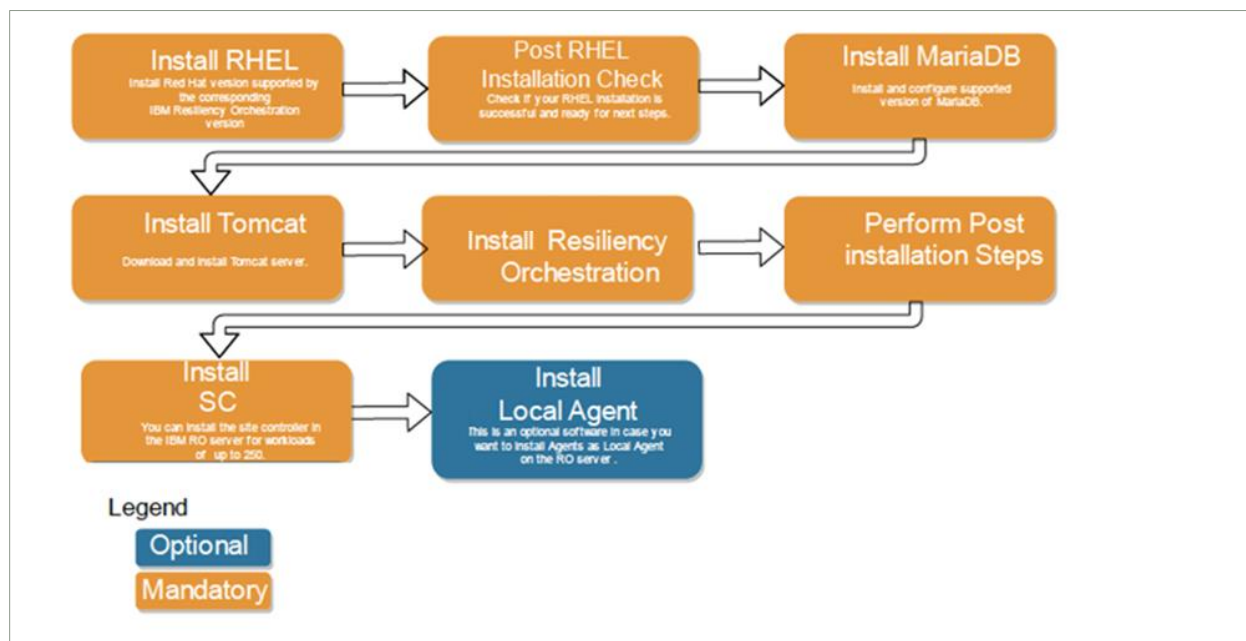 Install RHEL
Install Red Hat version supported by
the corresponding
IBM Resiliency Orchestration
version
Post RHEL
Installation Check
Check if your RHEL installation is
successful and ready for next steps.
Install MariaDB
Install and configure supported
version of MariaDB.
Install Tomcat
Download and install Tomcat server.
Install Resiliency
Orchestration
Perform Post
installation Steps
Install
SC
You can install the site controller in
the IBM RO server for workloads
of up to 250.
Install
Local Agent
This is an optional software in case you
want to install Agents as Local Agent
on the RO server .
Legend
Optional
Mandatory